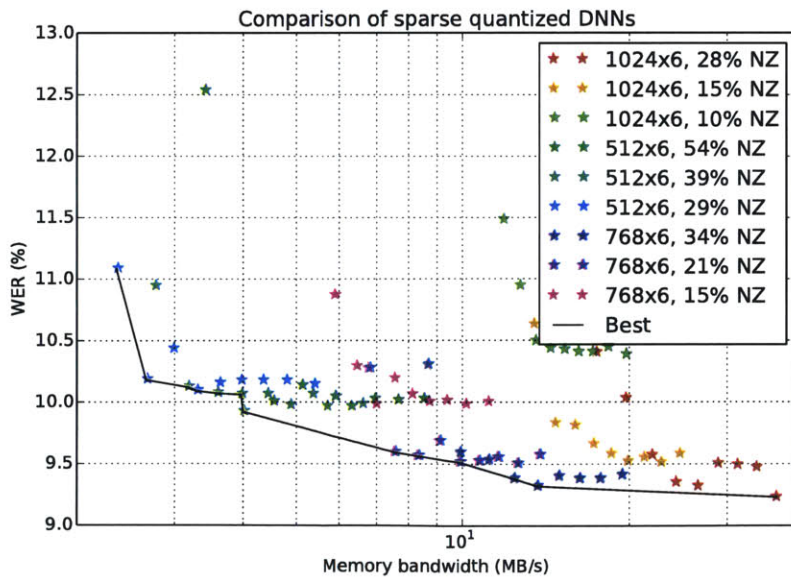 Comparison of sparse quantized DNNs
13.0
12.5
12.0
11.5
11.0
10.5
10.0
9.5
9.0
WER (%)
1024x6, 28% NZ
1024x6, 15% NZ
1024x6, 10% NZ
512x6, 54% NZ
512x6, 39% NZ
512x6, 29% NZ
768x6, 34% NZ
768x6, 21% NZ
768x6, 15% NZ
Best
10¹
Memory bandwidth (MB/s)